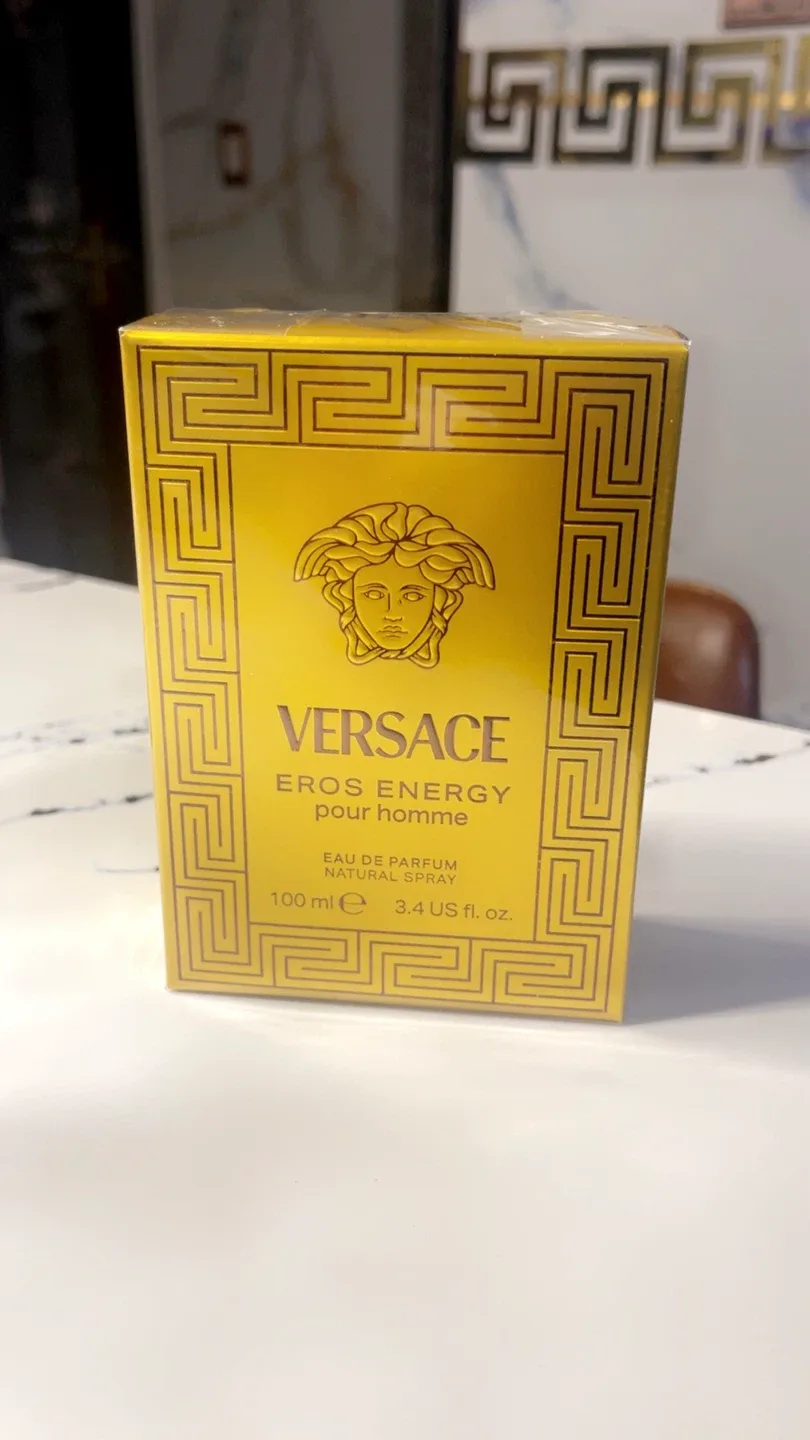 VERSACE
EROS ENERGY
pour homme
EAU DE PARFUM
NATURAL SPRAY
100 ml ℮ 3.4 US fl. oz.